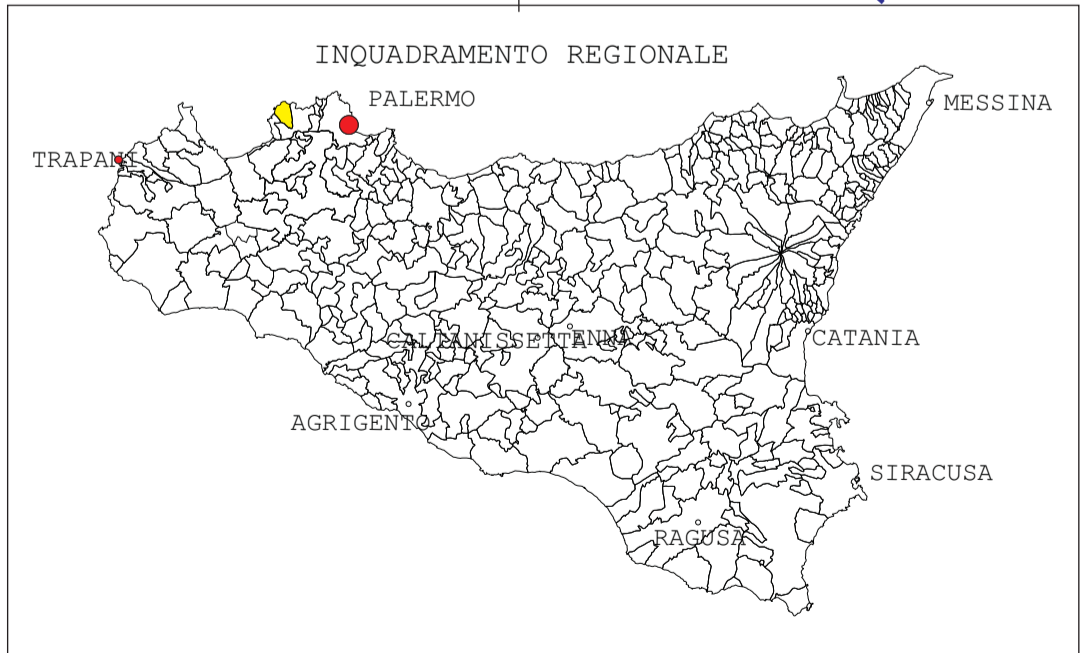 INQUADRAMENTO REGIONALE
PALERMO
MESSINA
TRAPANI
CALTANISSETTA
ENNA
CATANIA
AGRIGENTO
SIRACUSA
RAGUSA